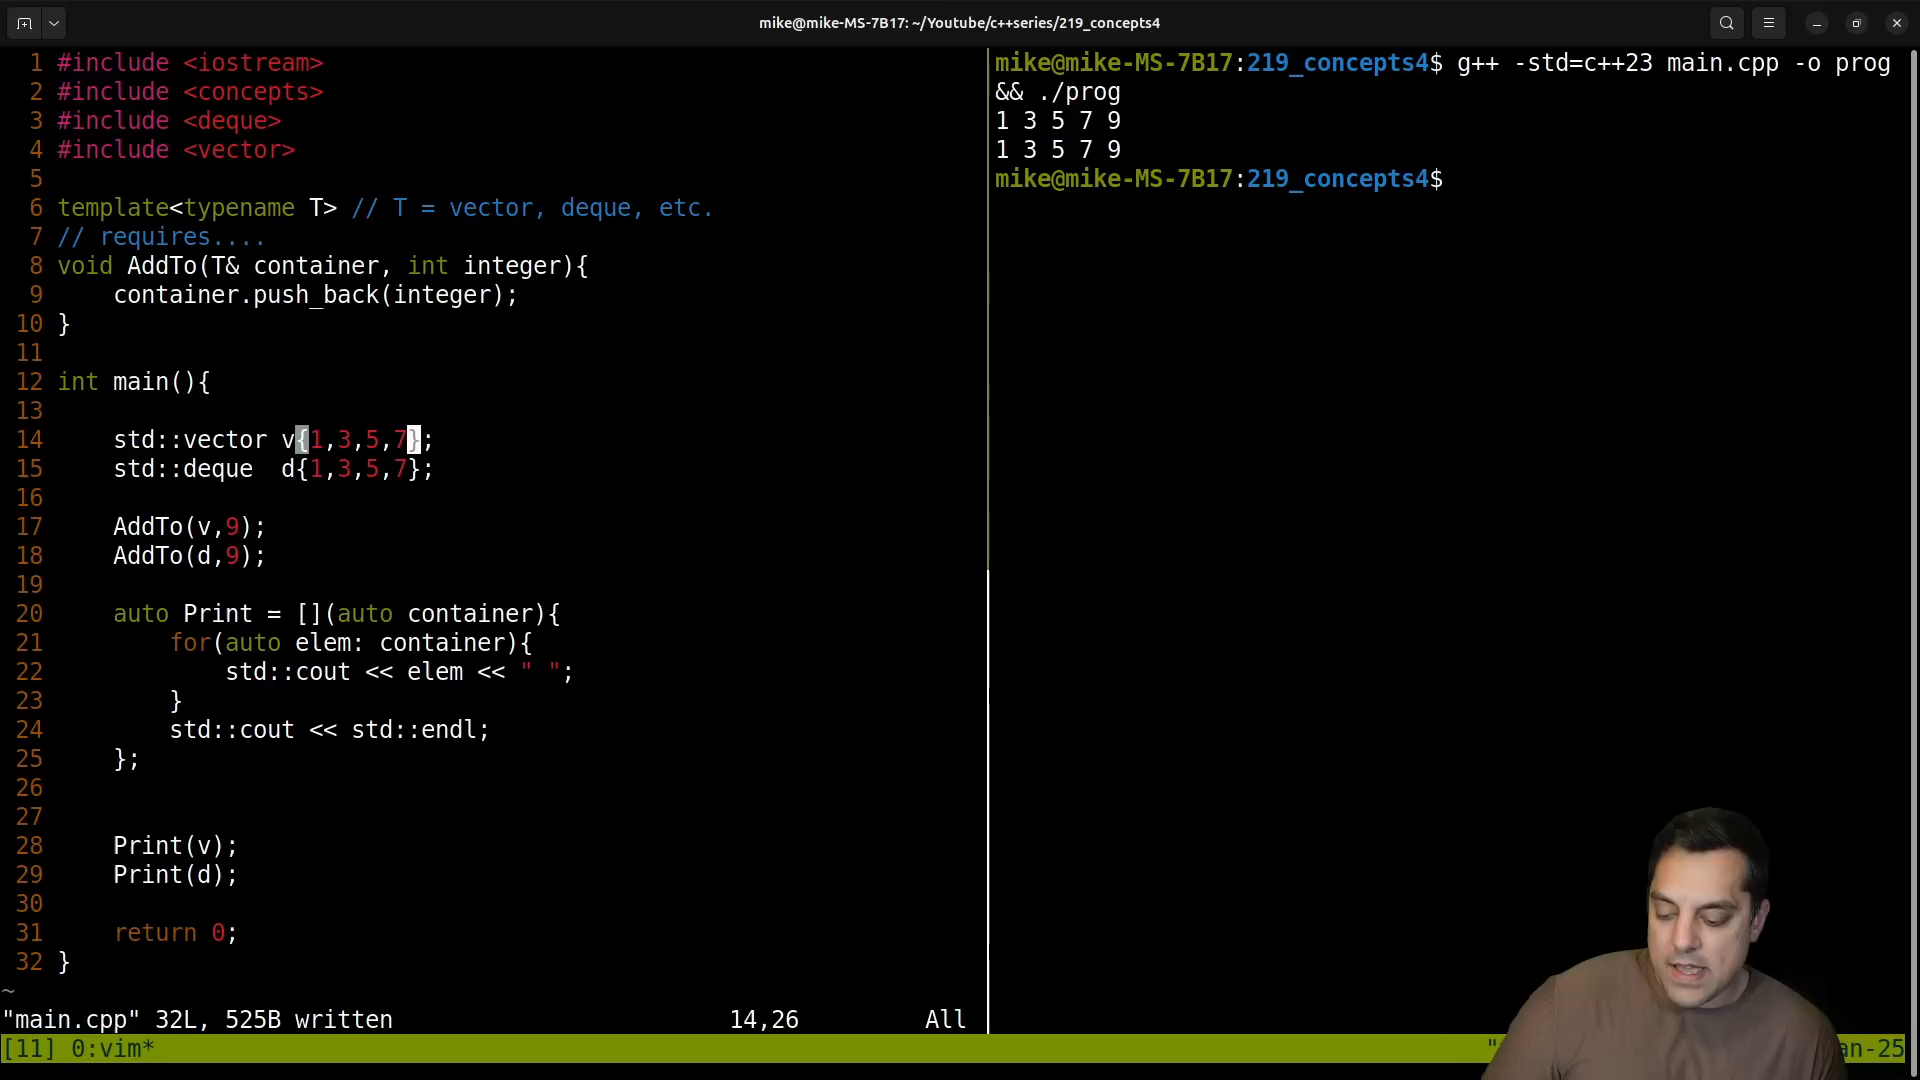 mike@mike-MS-7B17: ~/Youtube/c++series/219_concepts4
1 #include <iostream>
2 #include <concepts>
3 #include <deque>
4 #include <vector>
5
6 template<typename T> // T = vector, deque, etc.
7 // requires....
8 void AddTo(T& container, int integer){
9     container.push_back(integer);
10 }
11
12 int main(){
13
14     std::vector v{1,3,5,7};
15     std::deque  d{1,3,5,7};
16
17     AddTo(v,9);
18     AddTo(d,9);
19
20     auto Print = [](auto container){
21         for(auto elem: container){
22             std::cout << elem << " ";
23         }
24         std::cout << std::endl;
25     };
26
27
28     Print(v);
29     Print(d);
30
31     return 0;
32 }
~
"main.cpp" 32L, 525B written 14,26 All
mike@mike-MS-7B17:219_concepts4$ g++ -std=c++23 main.cpp -o prog
&& ./prog
1 3 5 7 9
1 3 5 7 9
mike@mike-MS-7B17:219_concepts4$
[11] 0:vim* an-25